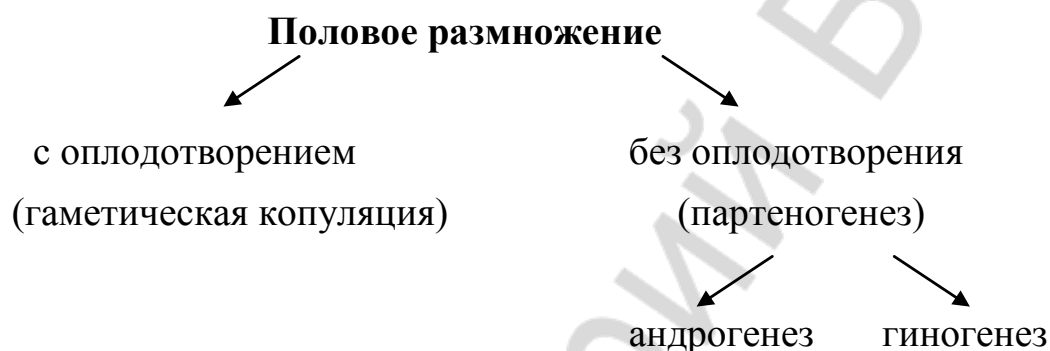 Половое размножение
с оплодотворением без оплодотворения
(гаметическая копуляция) (партеногенез)
андрогенез гиногенез